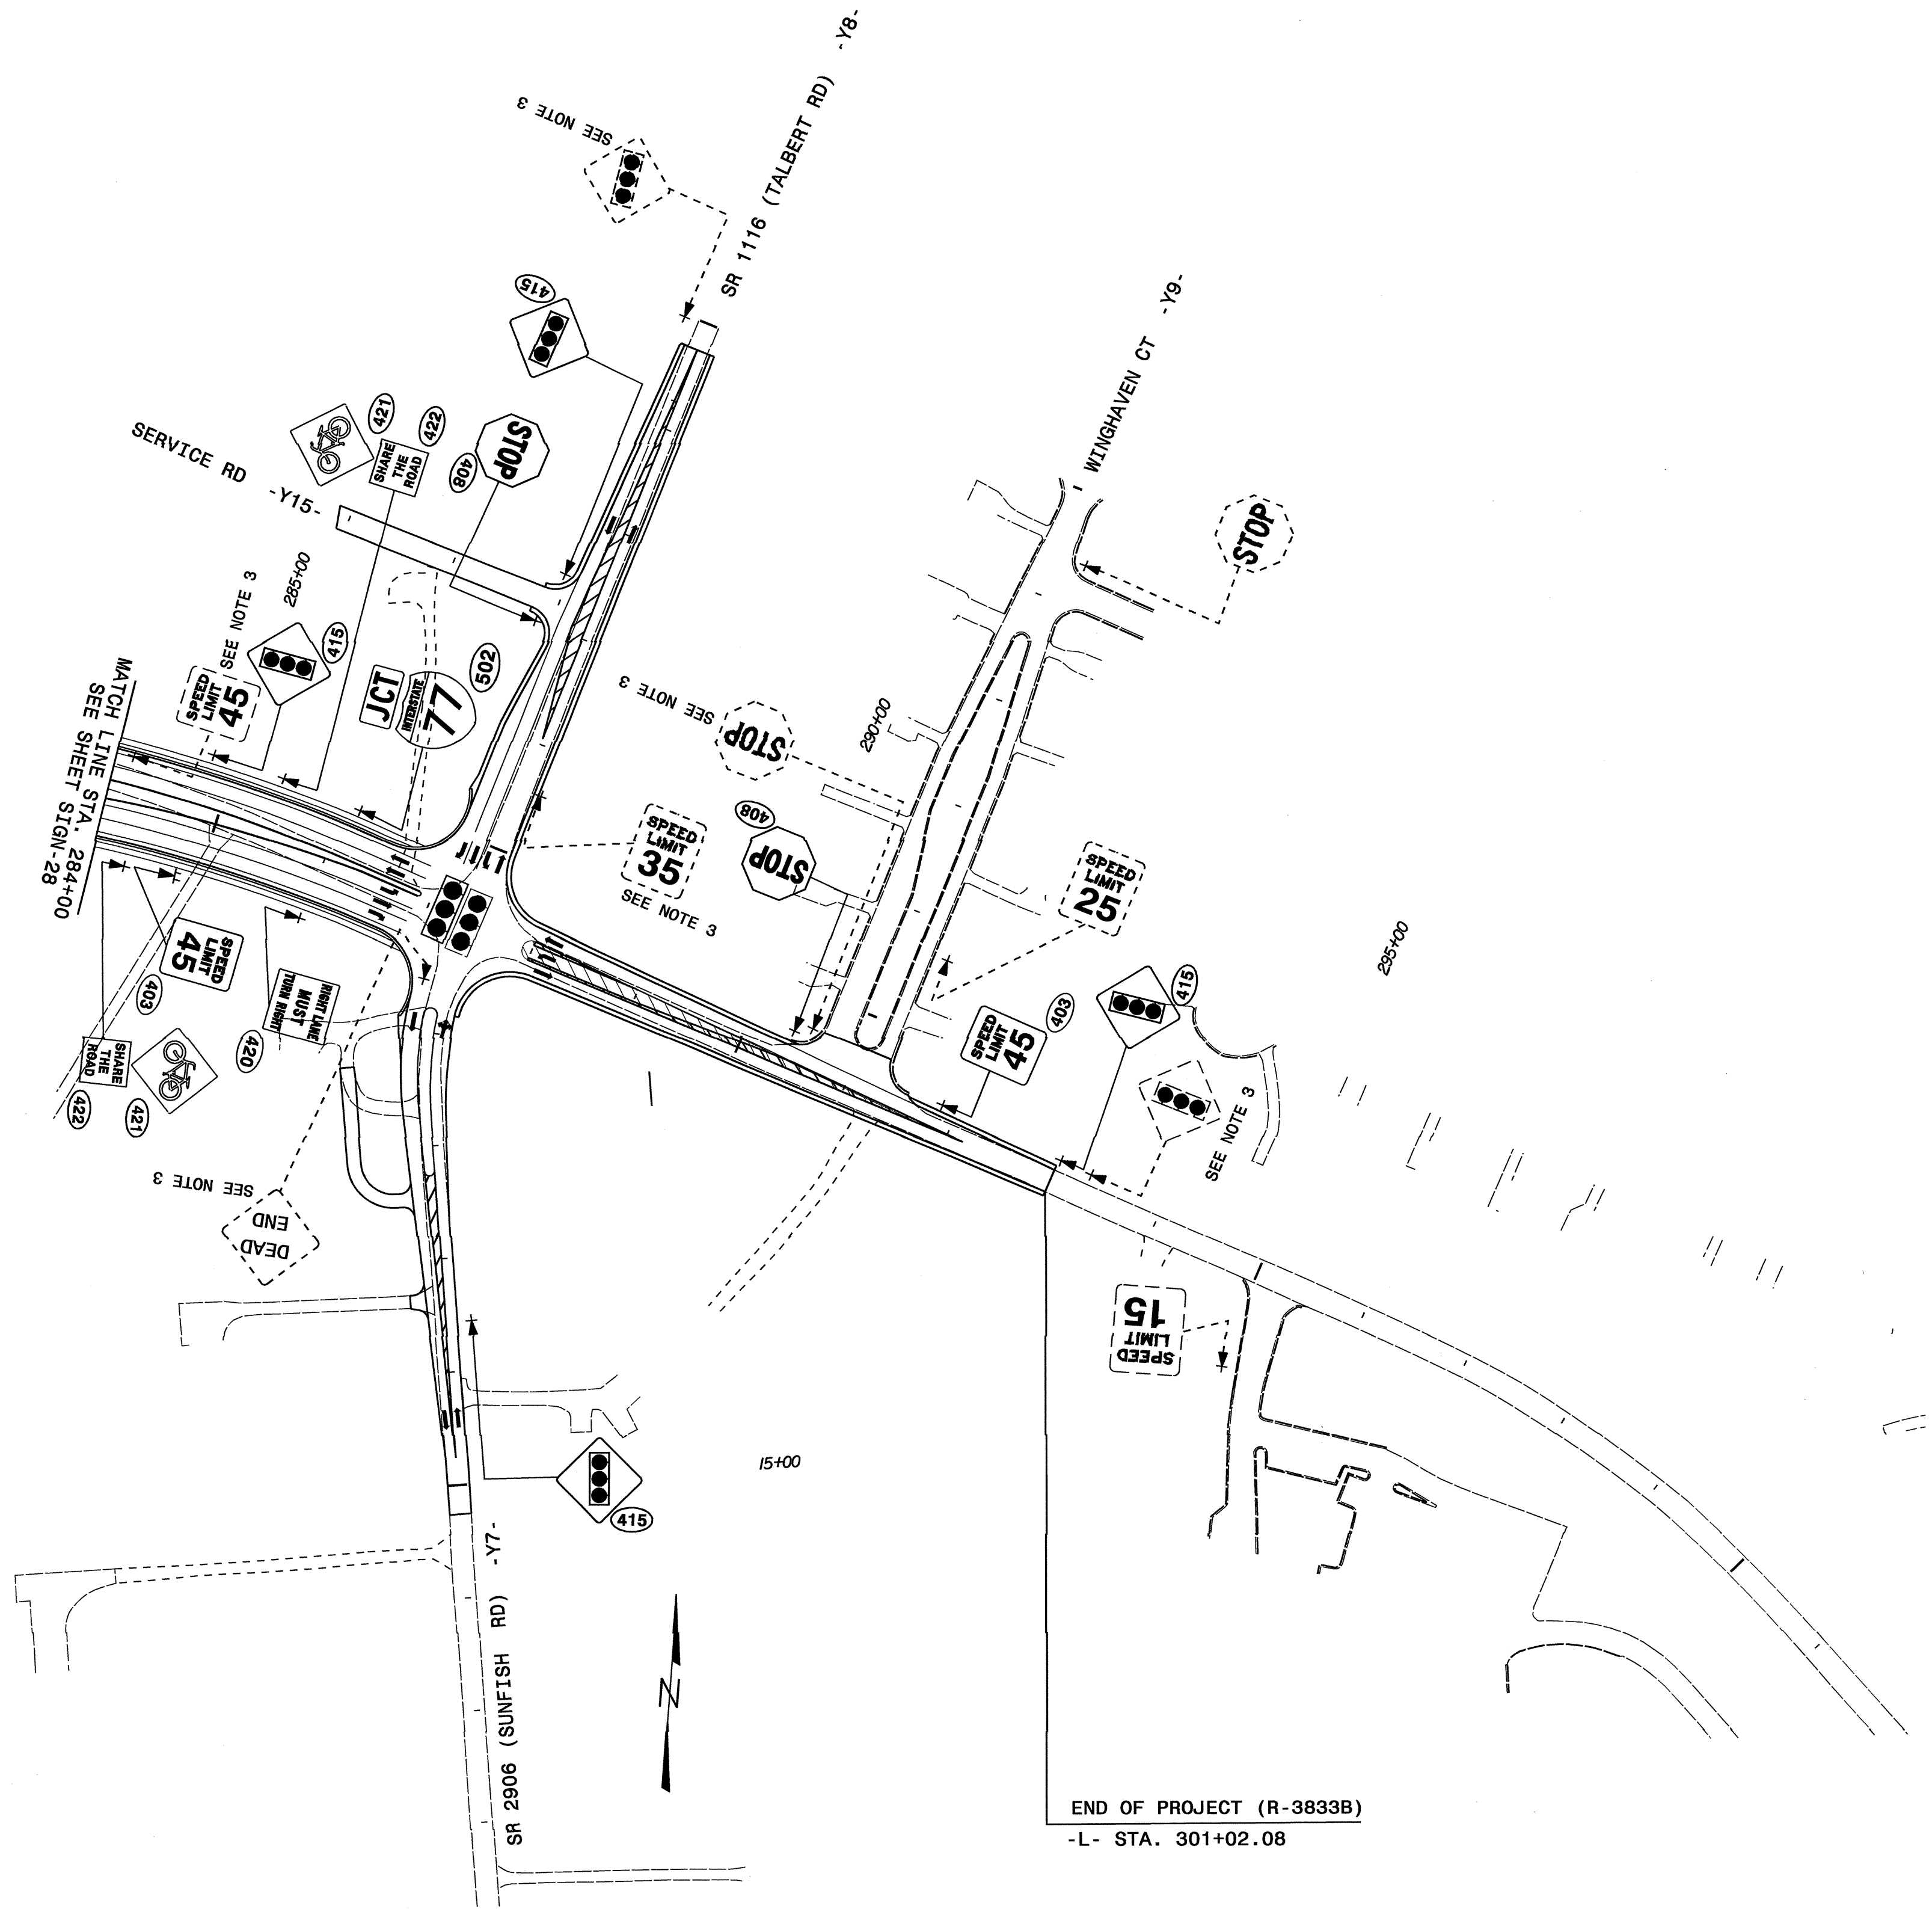 -Y8-
SR 1116 (TALBERT RD)
SEE NOTE 3
415
WINGHAVEN CT -Y9-
421
422
SHARE
THE
ROAD
408
STOP
SERVICE RD -Y15-
STOP
285+00
SEE NOTE 3
SPEED
LIMIT
45
415
JCT
INTERSTATE
77
502
MATCH LINE STA. 284+00
SEE SHEET SIGN-28
SEE NOTE 3
STOP
290+00
SPEED
LIMIT
35
SEE NOTE 3
408
STOP
SPEED
LIMIT
25
295+00
SPEED
LIMIT
45
403
RIGHT LANE
MUST
TURN RIGHT
420
SHARE
THE
ROAD
422
421
SPEED
LIMIT
45
403
415
SEE NOTE 3
SEE NOTE 3
DEAD
END
SPEED
LIMIT
15
15+00
415
SR 2906 (SUNFISH RD) -Y7-
N
END OF PROJECT (R-3833B)
-L- STA. 301+02.08